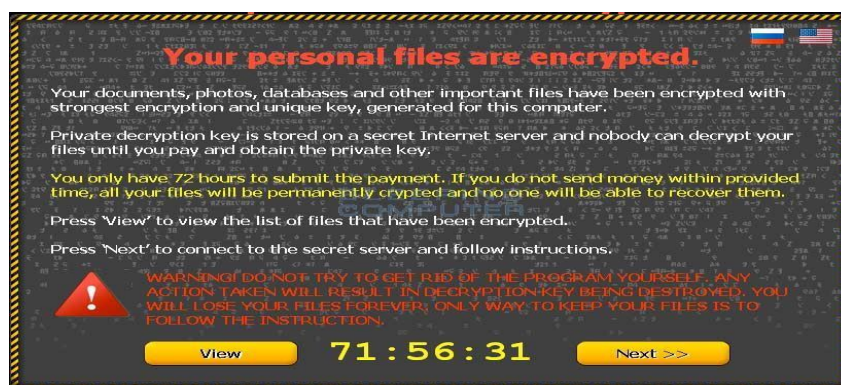 Your personal files are encrypted.
Your documents, photos, databases and other important files have been encrypted with
strongest encryption and unique key, generated for this computer.
Private decryption key is stored on a secret Internet server and nobody can decrypt your
files until you pay and obtain the private key.
You only have 72 hours to submit the payment. If you do not send money within provided
time, all your files will be permanently crypted and no one will be able to recover them.
COMPUTER
Press 'View' to view the list of files that have been encrypted.
Press 'Next' to connect to the secret server and follow instructions.
WARNING! DO NOT TRY TO GET RID OF THE PROGRAM YOURSELF. ANY
ACTION TAKEN WILL RESULT IN DECRYPTION KEY BEING DESTROYED. YOU
WILL LOSE YOUR FILES FOREVER. ONLY WAY TO KEEP YOUR FILES IS TO
FOLLOW THE INSTRUCTION.
View 71:56:31 Next >>